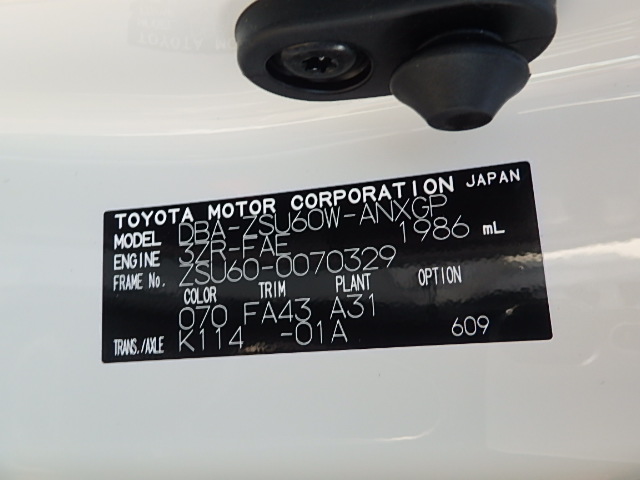 TOYOTA MOTOR CORPORATION JAPAN
MODEL DBA-ZSU60W-ANXGP
ENGINE 3ZR-FAE 1986 mL
FRAME No. ZSU60-0070329
COLOR TRIM PLANT OPTION
070 FA43 A31
TRANS./AXLE K114 -01A 609